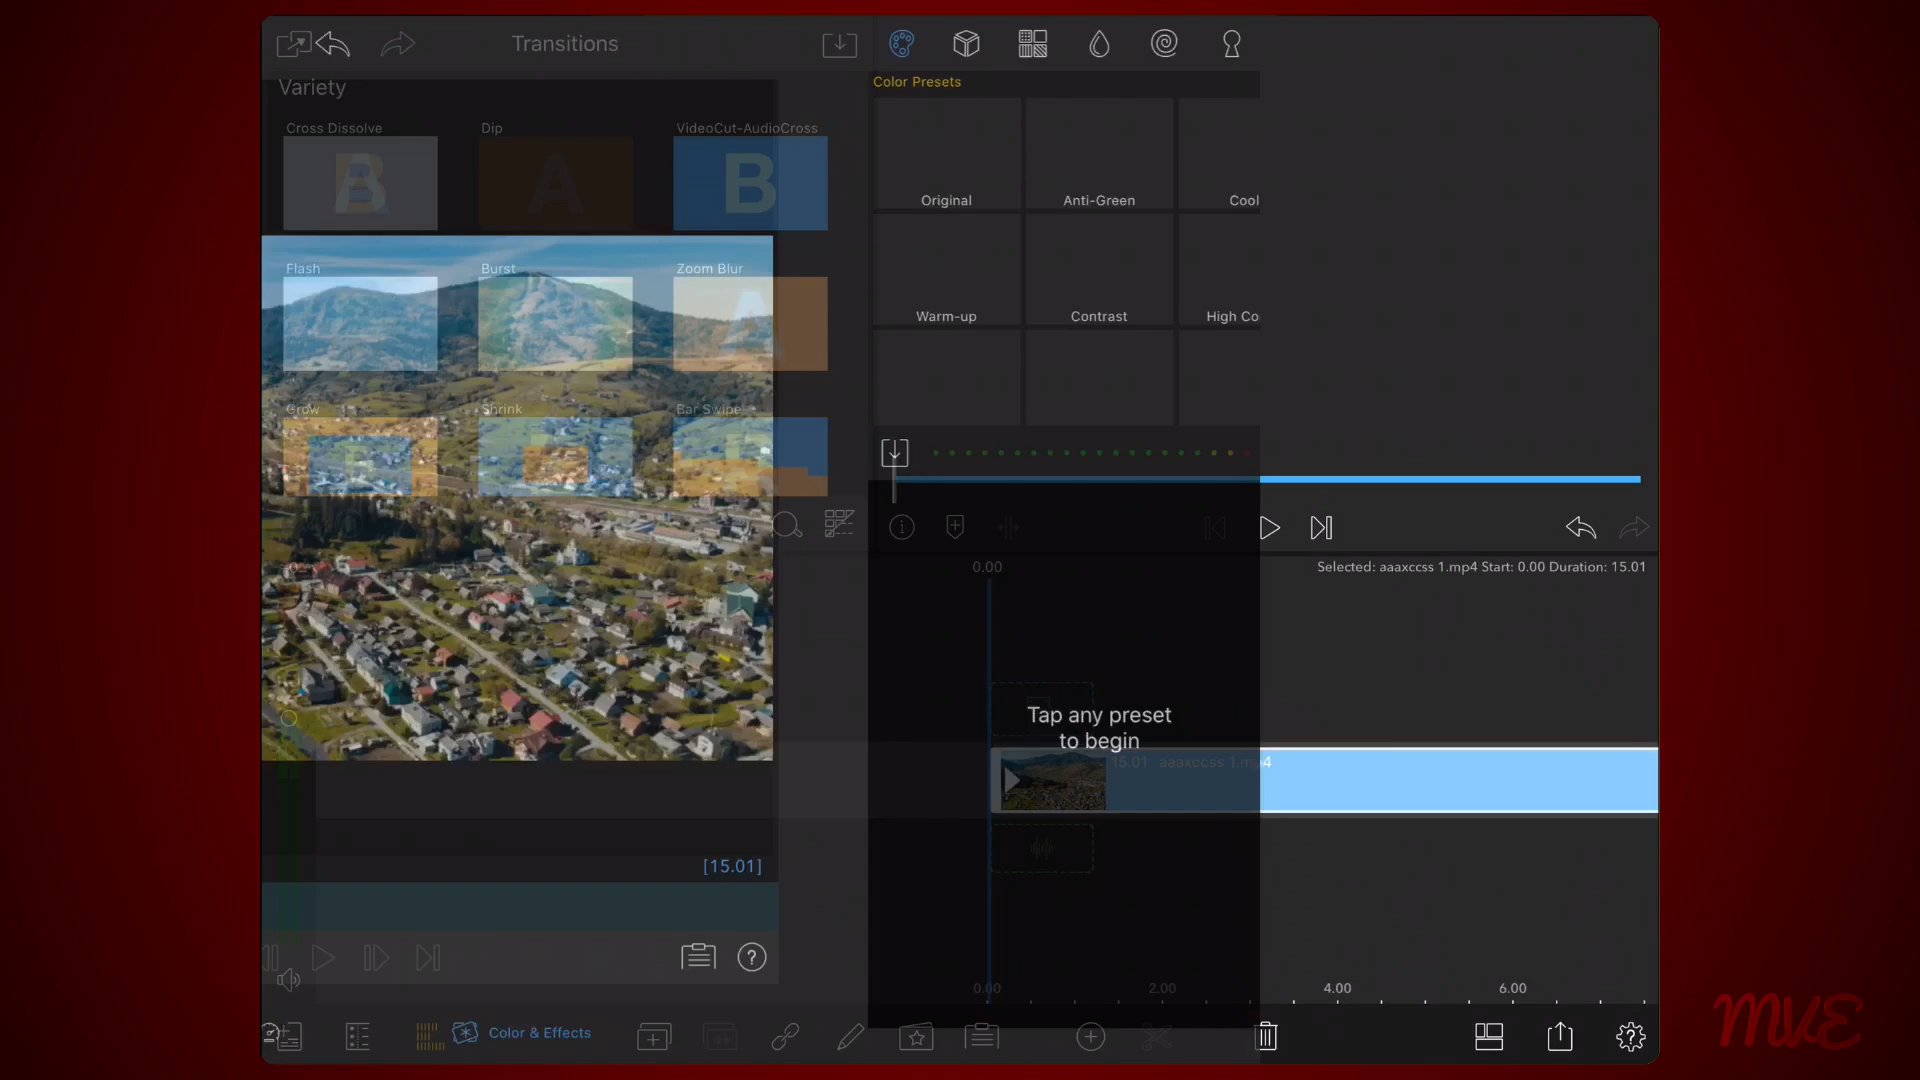 Transitions
Color Presets
Variety
Cross Dissolve
Dip
VideoCut-AudioCross
B
A
B
Original
Anti-Green
Cool
Flash
Burst
Zoom Blur
A
Warm-up
Contrast
High Co
Grow
Shrink
Bar Swipe
0.00
Selected: aaaxccss 1.mp4 Start: 0.00 Duration: 15.01
Tap any preset
to begin
15.01 aaaxccss 1.mp4
[15.01]
0.00
2.00
4.00
6.00
Color & Effects
MVE